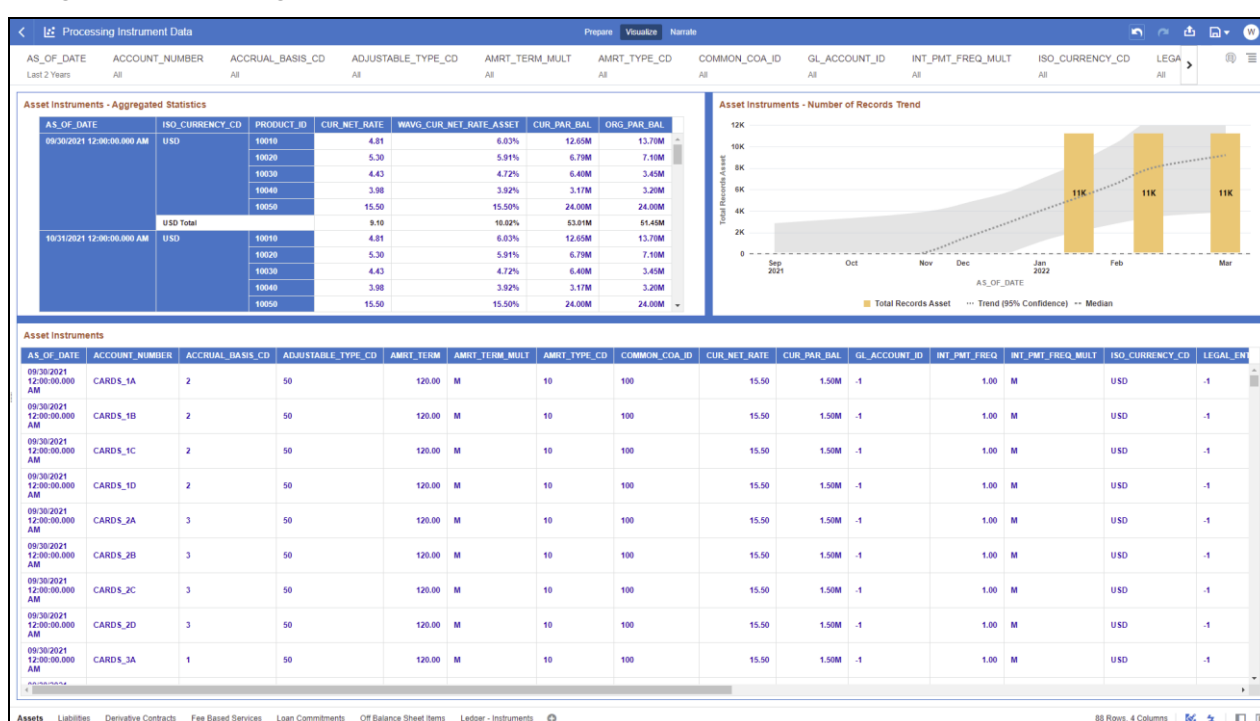 Processing Instrument Data
Prepare Visualize Narrate
W
AS_OF_DATE ACCOUNT_NUMBER ACCRUAL_BASIS_CD ADJUSTABLE_TYPE_CD AMRT_TERM_MULT AMRT_TYPE_CD COMMON_COA_ID GL_ACCOUNT_ID INT_PMT_FREQ_MULT ISO_CURRENCY_CD LEGA
Last 2 Years All All All All All All All All All All
Asset Instruments - Aggregated Statistics
AS_OF_DATE ISO_CURRENCY_CD PRODUCT_ID CUR_NET_RATE WAVG_CUR_NET_RATE_ASSET CUR_PAR_BAL ORG_PAR_BAL
09/30/2021 12:00:00.000 AM USD 10010 4.81 6.03% 12.65M 13.70M
10020 5.30 5.91% 6.79M 7.10M
10030 4.43 4.72% 6.40M 3.45M
10040 3.98 3.92% 3.17M 3.20M
10050 15.50 15.50% 24.00M 24.00M
USD Total 9.10 10.02% 53.01M 51.45M
10/31/2021 12:00:00.000 AM USD 10010 4.81 6.03% 12.65M 13.70M
10020 5.30 5.91% 6.79M 7.10M
10030 4.43 4.72% 6.40M 3.45M
10040 3.98 3.92% 3.17M 3.20M
10050 15.50 15.50% 24.00M 24.00M
Asset Instruments - Number of Records Trend
Total Records Asset
12K
10K
8K
6K
4K
2K
0
11K 11K 11K
Sep Oct Nov Dec Jan Feb Mar
2021 2022
AS_OF_DATE
Total Records Asset Trend (95% Confidence) Median
Asset Instruments
AS_OF_DATE ACCOUNT_NUMBER ACCRUAL_BASIS_CD ADJUSTABLE_TYPE_CD AMRT_TERM AMRT_TERM_MULT AMRT_TYPE_CD COMMON_COA_ID CUR_NET_RATE CUR_PAR_BAL GL_ACCOUNT_ID INT_PMT_FREQ INT_PMT_FREQ_MULT ISO_CURRENCY_CD LEGAL_ENT
09/30/2021
12:00:00.000 CARDS_1A 2 50 120.00 M 10 100 15.50 1.50M -1 1.00 M USD -1
AM
09/30/2021
12:00:00.000 CARDS_1B 2 50 120.00 M 10 100 15.50 1.50M -1 1.00 M USD -1
AM
09/30/2021
12:00:00.000 CARDS_1C 2 50 120.00 M 10 100 15.50 1.50M -1 1.00 M USD -1
AM
09/30/2021
12:00:00.000 CARDS_1D 2 50 120.00 M 10 100 15.50 1.50M -1 1.00 M USD -1
AM
09/30/2021
12:00:00.000 CARDS_2A 3 50 120.00 M 10 100 15.50 1.50M -1 1.00 M USD -1
AM
09/30/2021
12:00:00.000 CARDS_2B 3 50 120.00 M 10 100 15.50 1.50M -1 1.00 M USD -1
AM
09/30/2021
12:00:00.000 CARDS_2C 3 50 120.00 M 10 100 15.50 1.50M -1 1.00 M USD -1
AM
09/30/2021
12:00:00.000 CARDS_2D 3 50 120.00 M 10 100 15.50 1.50M -1 1.00 M USD -1
AM
09/30/2021
12:00:00.000 CARDS_3A 1 50 120.00 M 10 100 15.50 1.50M -1 1.00 M USD -1
AM
Assets Liabilities Derivative Contracts Fee Based Services Loan Commitments Off Balance Sheet Items Ledger - Instruments 88 Rows, 4 Columns